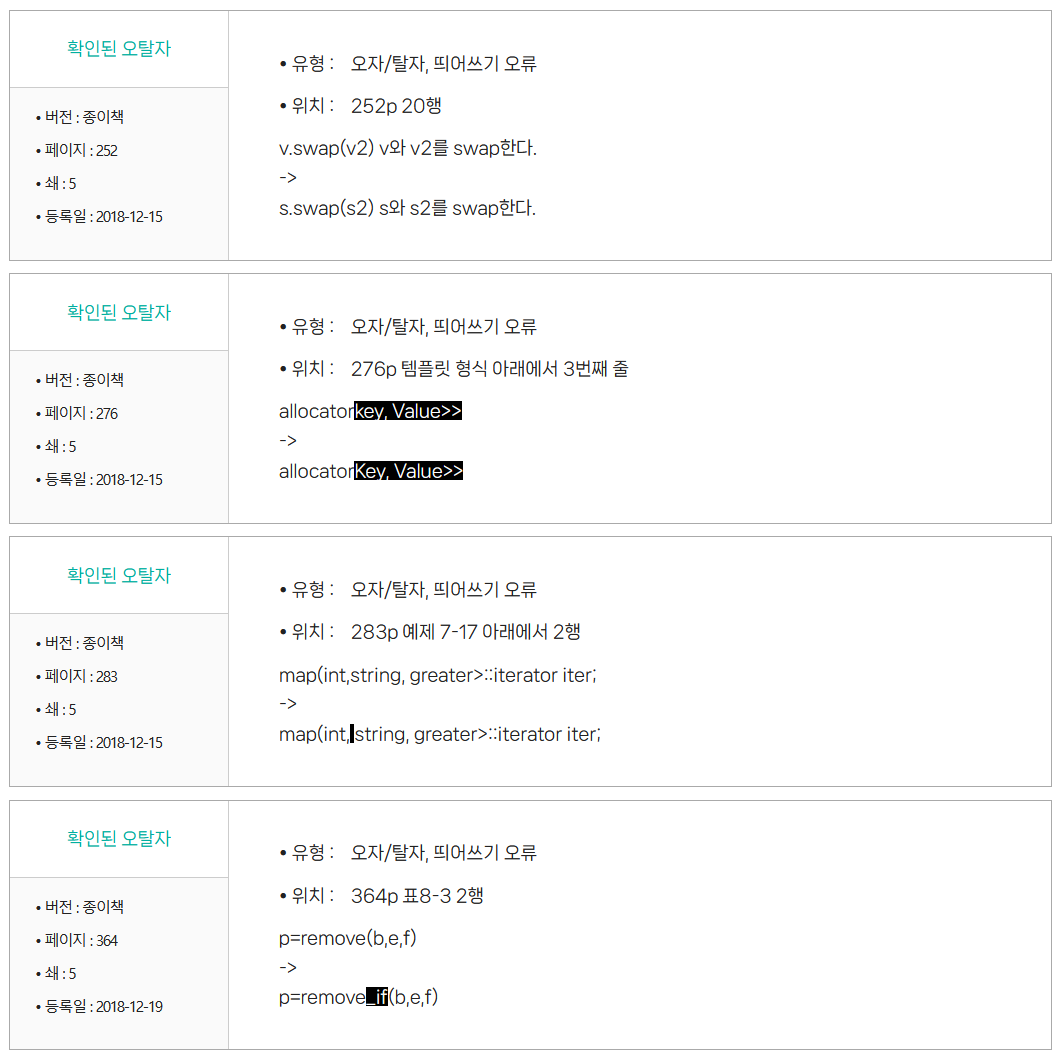 확인된 오탈자
• 버전 : 종이책
• 페이지 : 252
• 쇄 : 5
• 등록일 : 2018-12-15
• 유형 : 오자/탈자, 띄어쓰기 오류
• 위치 : 252p 20행
v.swap(v2) v와 v2를 swap한다.
->
s.swap(s2) s와 s2를 swap한다.
확인된 오탈자
• 버전 : 종이책
• 페이지 : 276
• 쇄 : 5
• 등록일 : 2018-12-15
• 유형 : 오자/탈자, 띄어쓰기 오류
• 위치 : 276p 템플릿 형식 아래에서 3번째 줄
allocatorkey, Value>>
->
allocatorKey, Value>>
확인된 오탈자
• 버전 : 종이책
• 페이지 : 283
• 쇄 : 5
• 등록일 : 2018-12-15
• 유형 : 오자/탈자, 띄어쓰기 오류
• 위치 : 283p 예제 7-17 아래에서 2행
map(int,string, greater>::iterator iter;
->
map(int, string, greater>::iterator iter;
확인된 오탈자
• 버전 : 종이책
• 페이지 : 364
• 쇄 : 5
• 등록일 : 2018-12-19
• 유형 : 오자/탈자, 띄어쓰기 오류
• 위치 : 364p 표8-3 2행
p=remove(b,e,f)
->
p=remove_if(b,e,f)